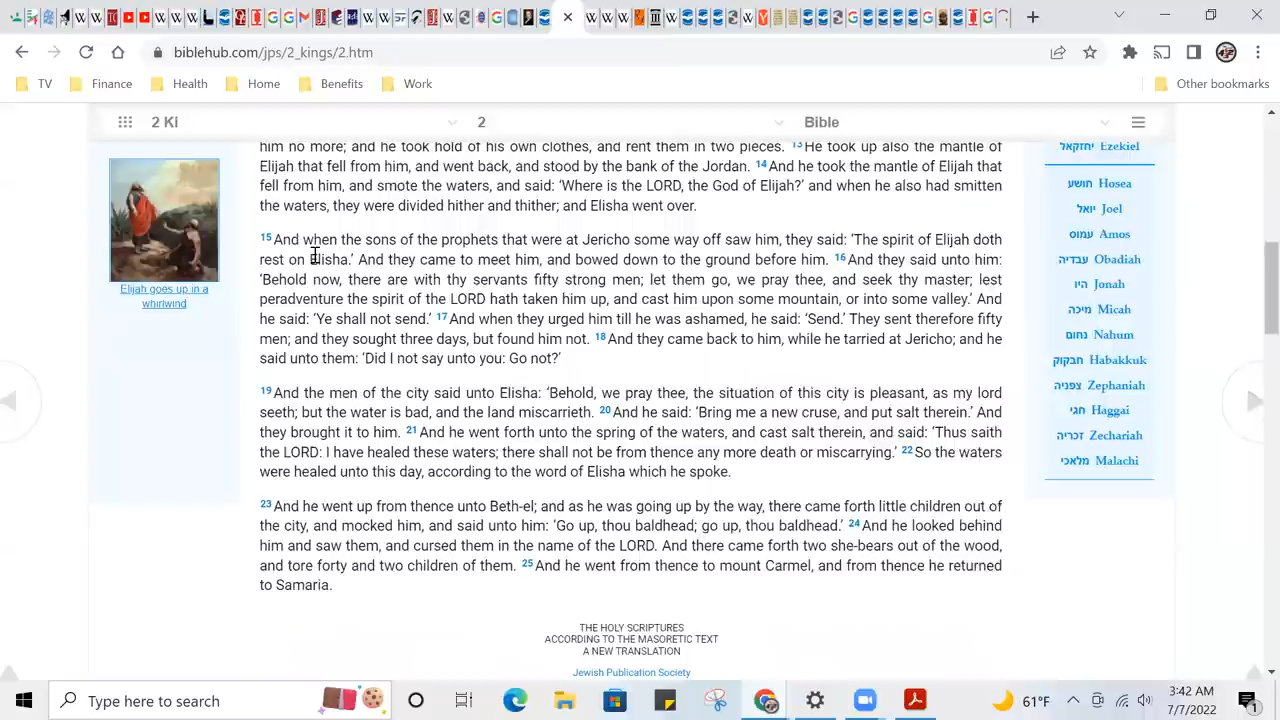 biblehub.com/jps/2_kings/2.htm
TV Finance Health Home Benefits Work Other bookmarks
2 Ki 2 Bible
him no more; and he took hold of his own clothes, and rent them in two pieces. 13 He took up also the mantle of
Elijah that fell from him, and went back, and stood by the bank of the Jordan. 14 And he took the mantle of Elijah that
fell from him, and smote the waters, and said: ‘Where is the LORD, the God of Elijah?’ and when he also had smitten
the waters, they were divided hither and thither; and Elisha went over.
15 And when the sons of the prophets that were at Jericho some way off saw him, they said: ‘The spirit of Elijah doth
rest on Elisha.’ And they came to meet him, and bowed down to the ground before him. 16 And they said unto him:
‘Behold now, there are with thy servants fifty strong men; let them go, we pray thee, and seek thy master; lest
peradventure the spirit of the LORD hath taken him up, and cast him upon some mountain, or into some valley.’ And
he said: ‘Ye shall not send.’ 17 And when they urged him till he was ashamed, he said: ‘Send.’ They sent therefore fifty
men; and they sought three days, but found him not. 18 And they came back to him, while he tarried at Jericho; and he
said unto them: ‘Did I not say unto you: Go not?’
19 And the men of the city said unto Elisha: ‘Behold, we pray thee, the situation of this city is pleasant, as my lord
seeth; but the water is bad, and the land miscarrieth. 20 And he said: ‘Bring me a new cruse, and put salt therein.’ And
they brought it to him. 21 And he went forth unto the spring of the waters, and cast salt therein, and said: ‘Thus saith
the LORD: I have healed these waters; there shall not be from thence any more death or miscarrying.’ 22 So the waters
were healed unto this day, according to the word of Elisha which he spoke.
23 And he went up from thence unto Beth-el; and as he was going up by the way, there came forth little children out of
the city, and mocked him, and said unto him: ‘Go up, thou baldhead; go up, thou baldhead.’ 24 And he looked behind
him and saw them, and cursed them in the name of the LORD. And there came forth two she-bears out of the wood,
and tore forty and two children of them. 25 And he went from thence to mount Carmel, and from thence he returned
to Samaria.
THE HOLY SCRIPTURES
ACCORDING TO THE MASORETIC TEXT
A NEW TRANSLATION
Jewish Publication Society
Elijah goes up in a
whirlwind
יחזקאל Ezekiel
הושע Hosea
יואל Joel
עמוס Amos
עבדיה Obadiah
Jonah
מיכה Micah
נחום Nahum
חבקוק Habakkuk
צפניה Zephaniah
חגי Haggai
זכריה Zechariah
מלאכי Malachi
Type here to search
61°F
3:42 AM
7/7/2022
1